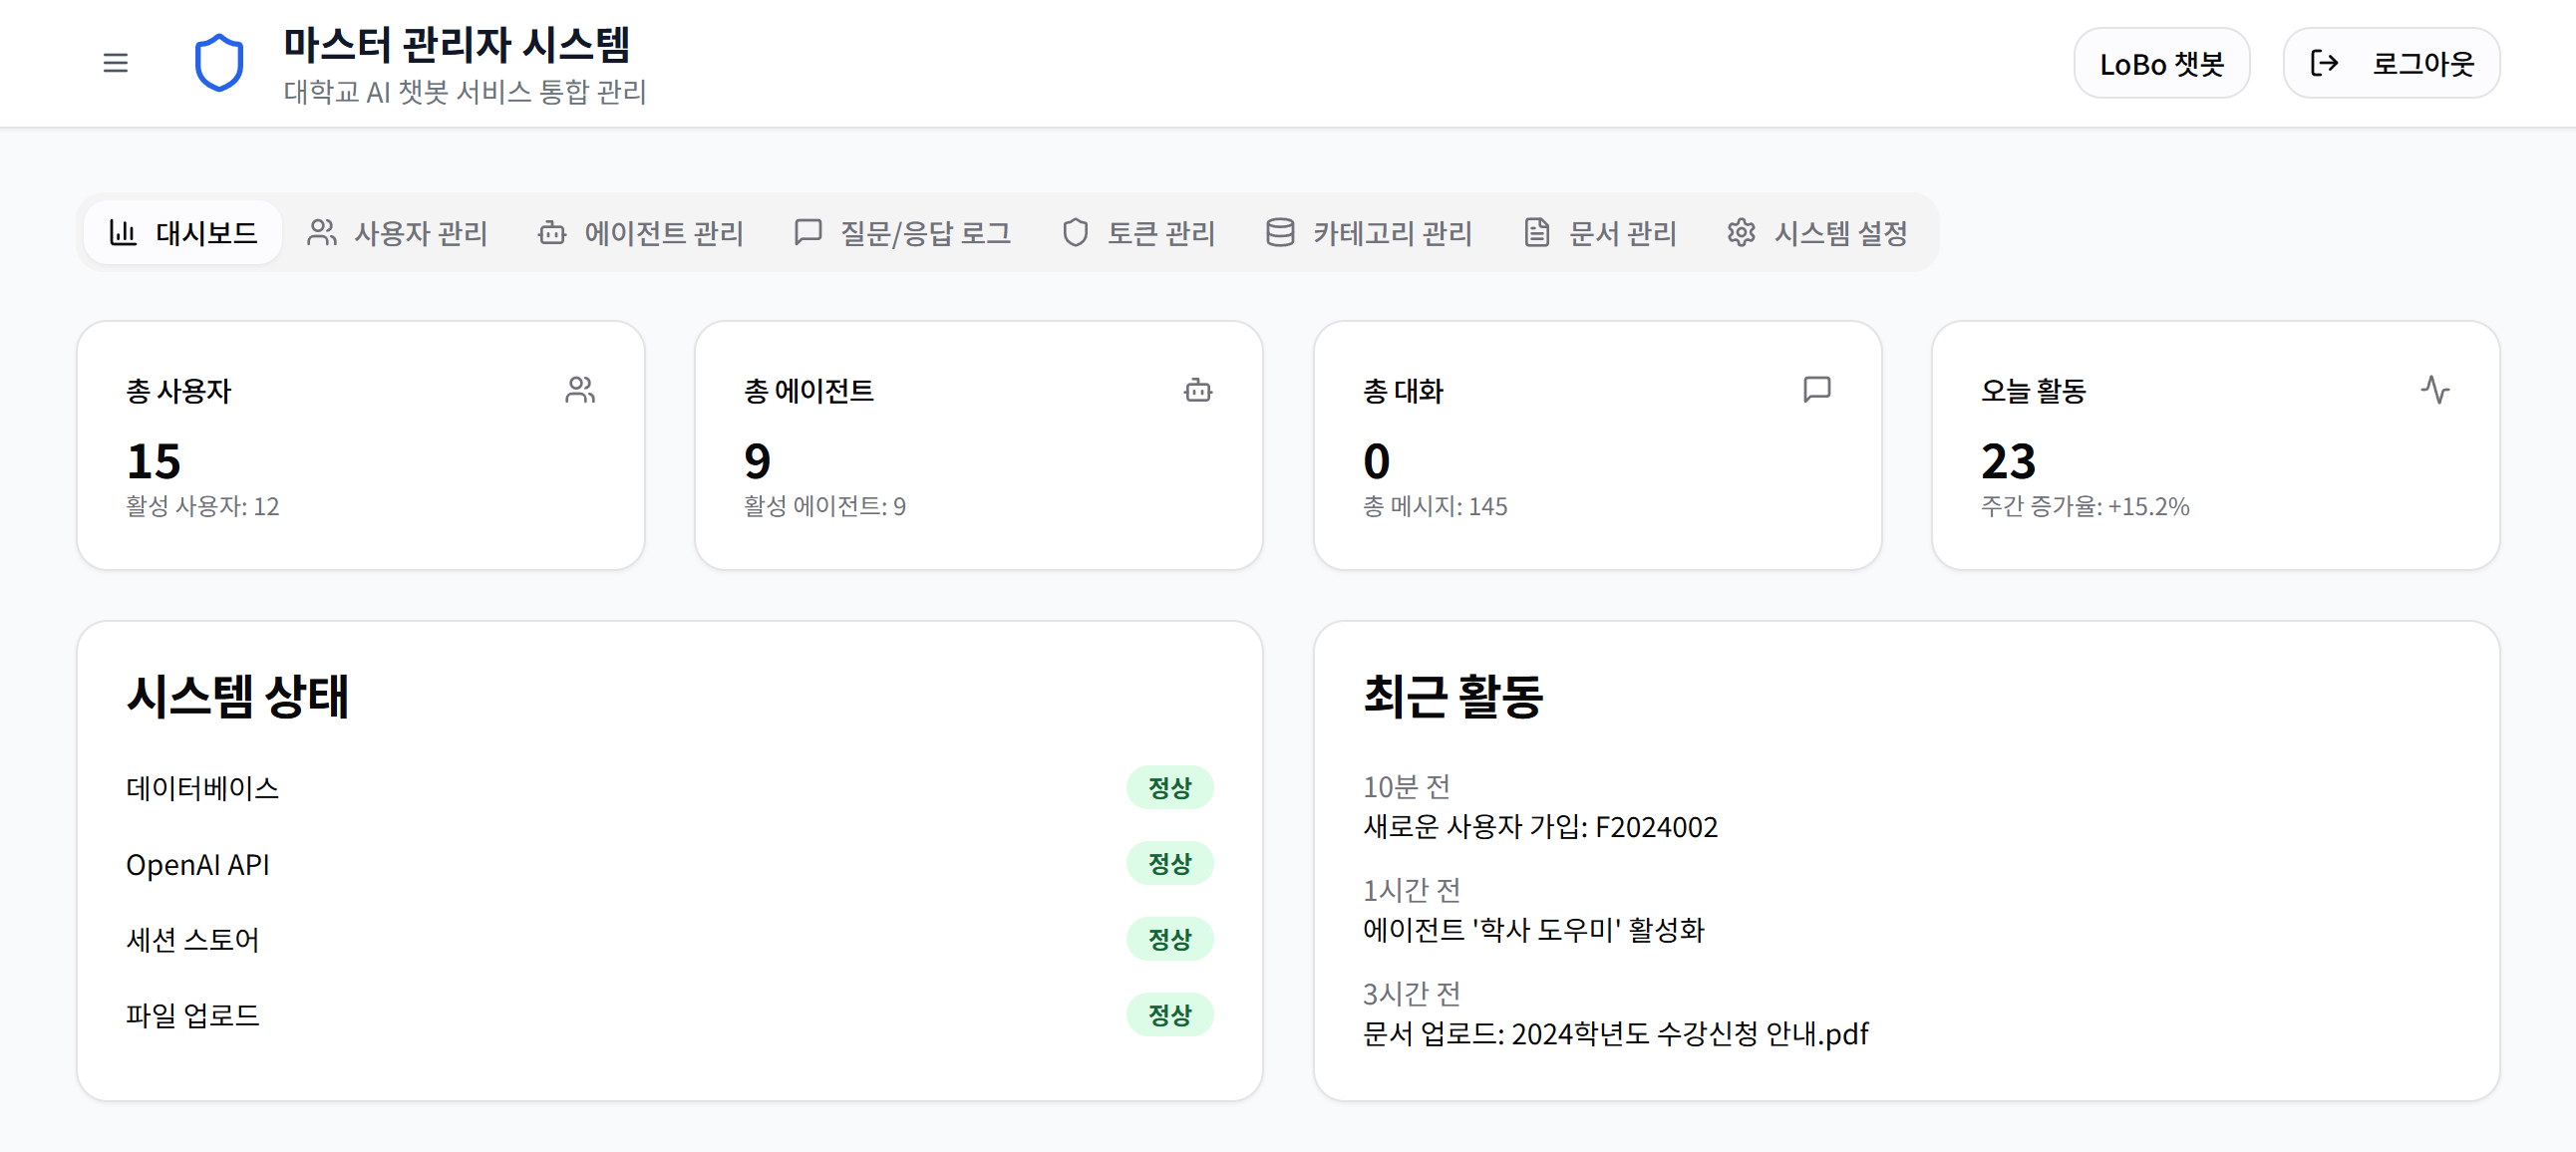 마스터 관리자 시스템
대학교 AI 챗봇 서비스 통합 관리
LoBo 챗봇
로그아웃
대시보드
사용자 관리
에이전트 관리
질문/응답 로그
토큰 관리
카테고리 관리
문서 관리
시스템 설정
총 사용자
15
활성 사용자: 12
총 에이전트
9
활성 에이전트: 9
총 대화
0
총 메시지: 145
오늘 활동
23
주간 증가율: +15.2%
시스템 상태
데이터베이스
정상
OpenAI API
정상
세션 스토어
정상
파일 업로드
정상
최근 활동
10분 전
새로운 사용자 가입: F2024002
1시간 전
에이전트 '학사 도우미' 활성화
3시간 전
문서 업로드: 2024학년도 수강신청 안내.pdf